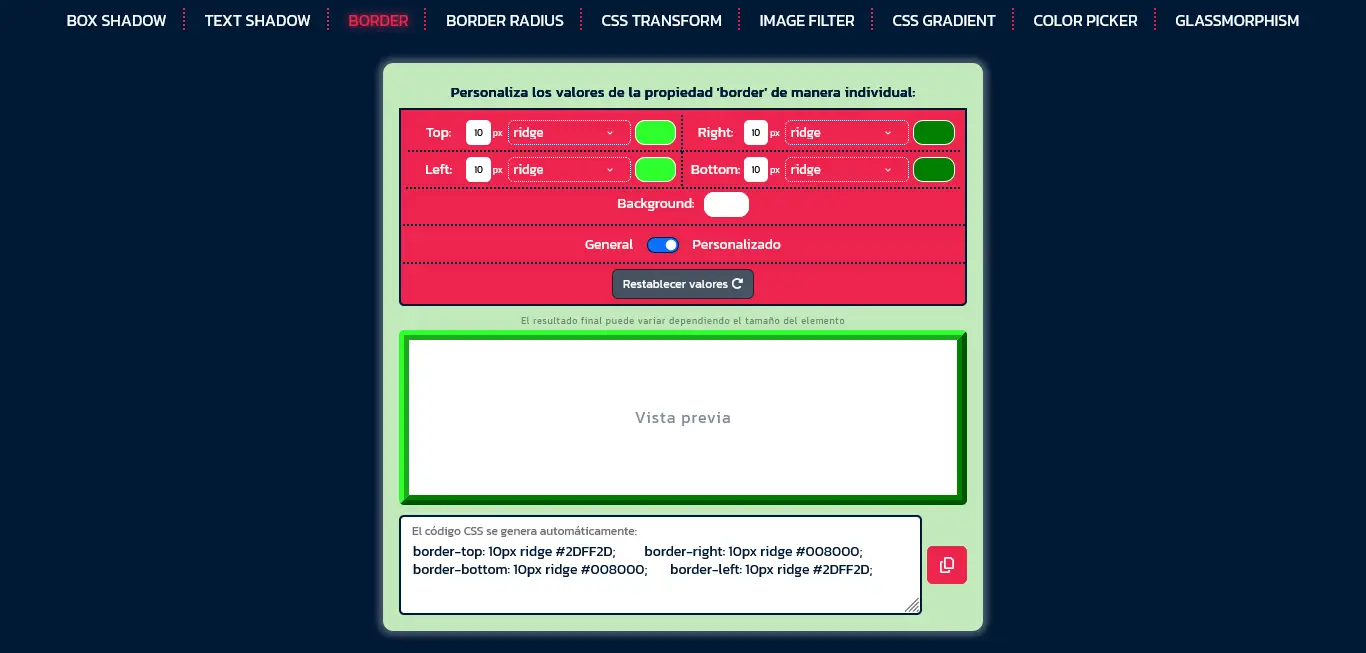 BOX SHADOW TEXT SHADOW BORDER BORDER RADIUS CSS TRANSFORM IMAGE FILTER CSS GRADIENT COLOR PICKER GLASSMORPHISM
Personaliza los valores de la propiedad 'border' de manera individual:
Top: 10 px ridge Right: 10 px ridge
Left: 10 px ridge Bottom: 10 px ridge
Background:
General Personalizado
Restablecer valores
El resultado final puede variar dependiendo el tamaño del elemento
Vista previa
El código CSS se genera automáticamente:
border-top: 10px ridge #2DFF2D; border-right: 10px ridge #008000;
border-bottom: 10px ridge #008000; border-left: 10px ridge #2DFF2D;